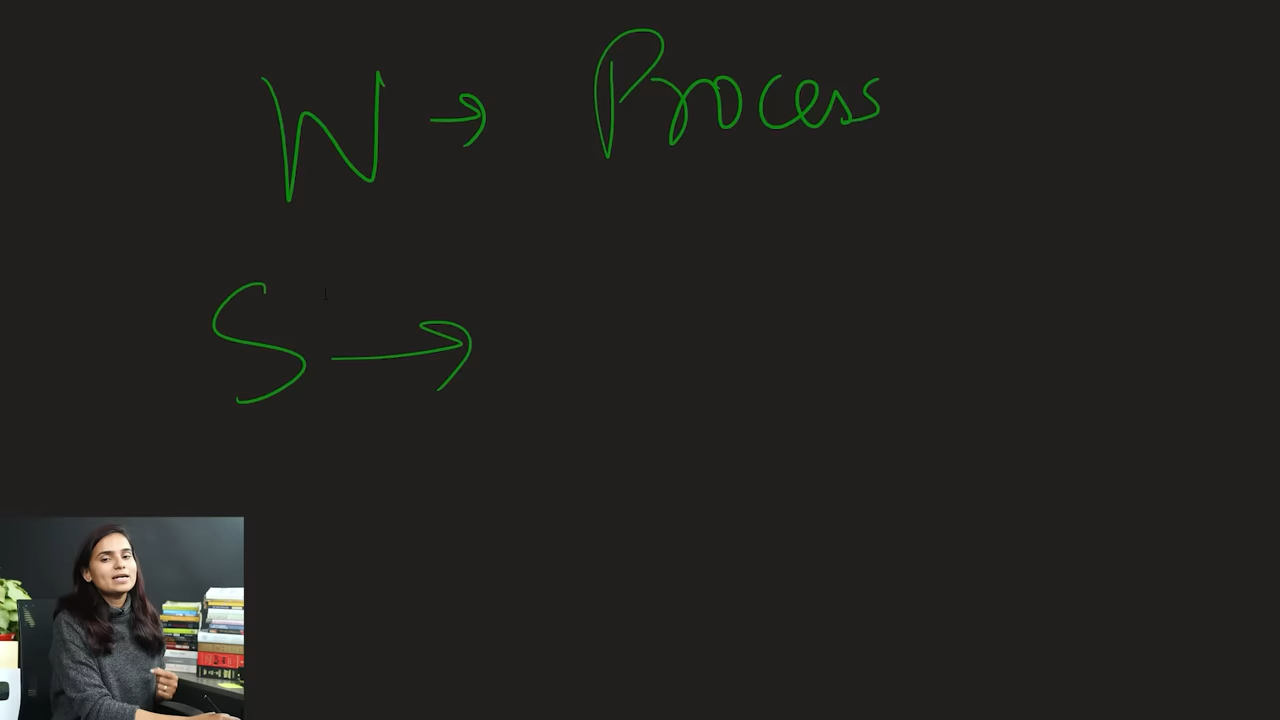 W → Process
S →